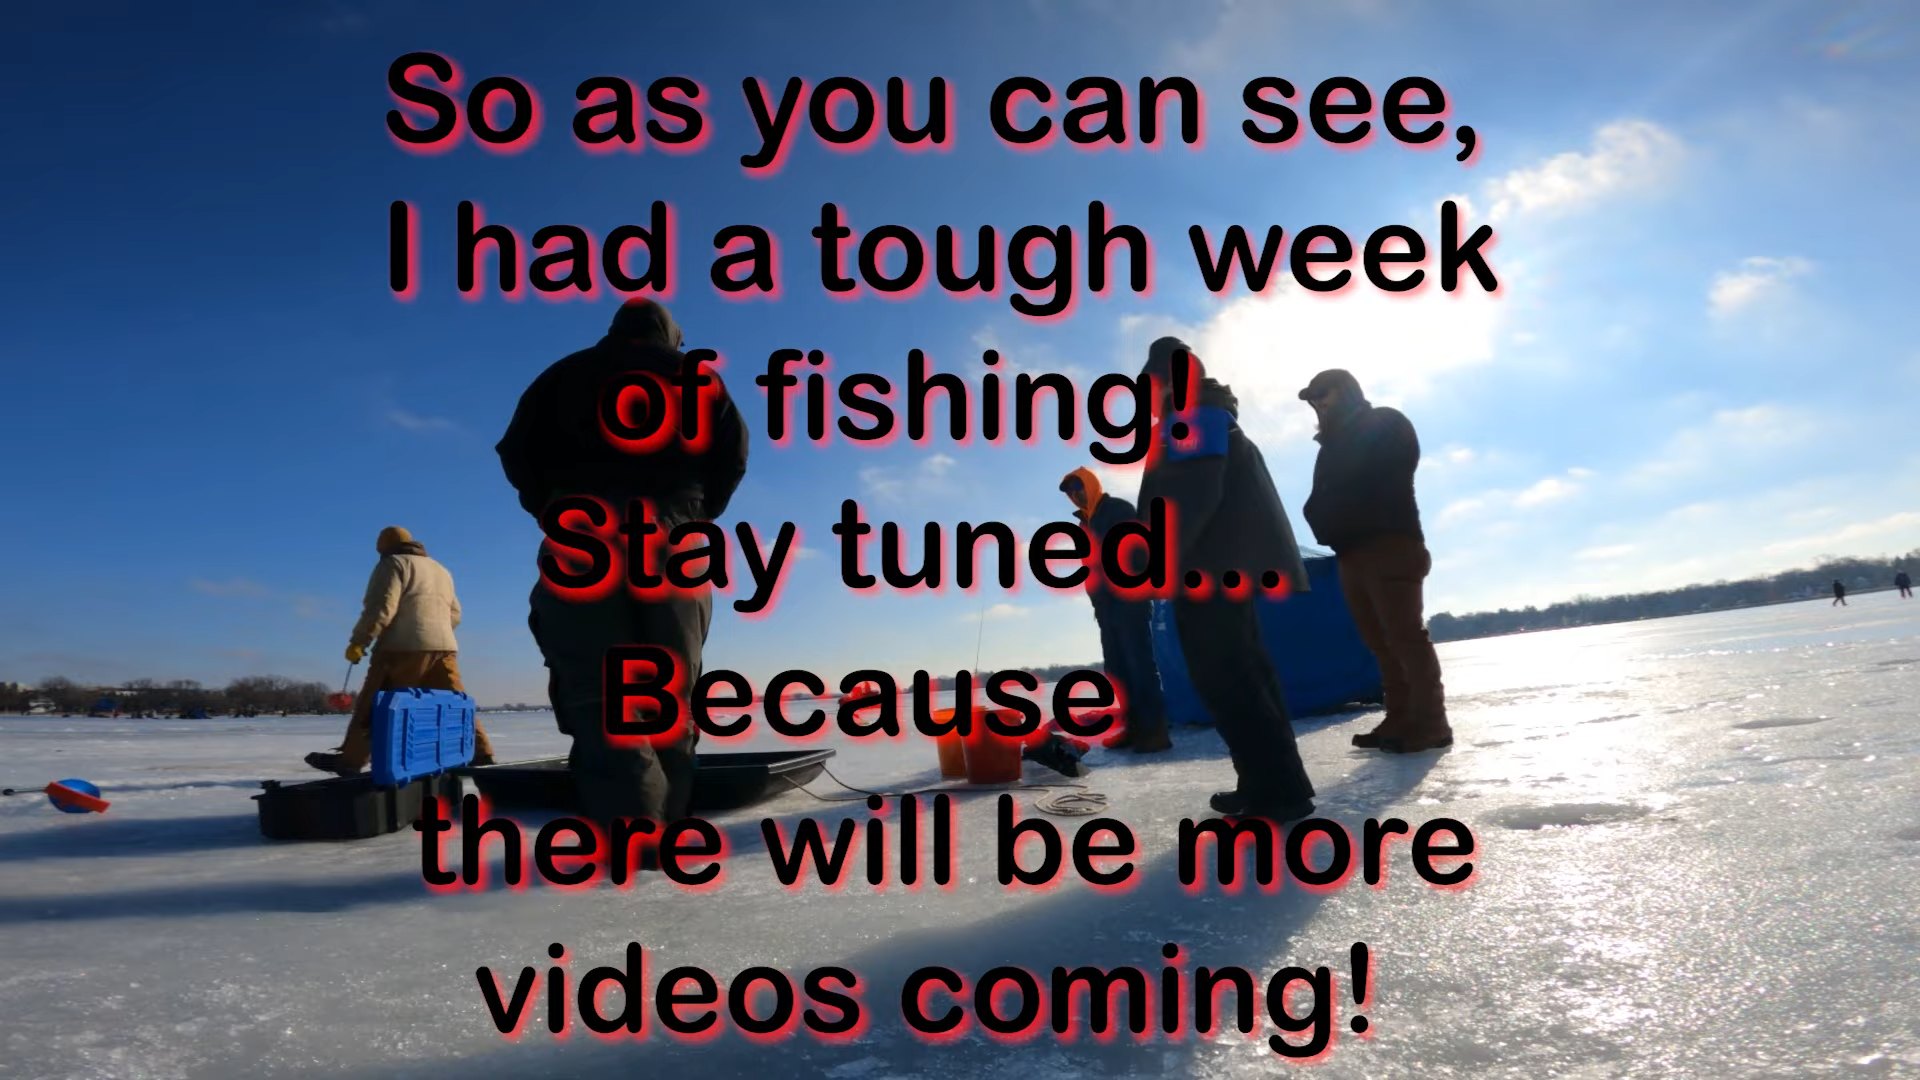 So as you can see,
I had a tough week
of fishing!
Stay tuned...
Because
there will be more
videos coming!